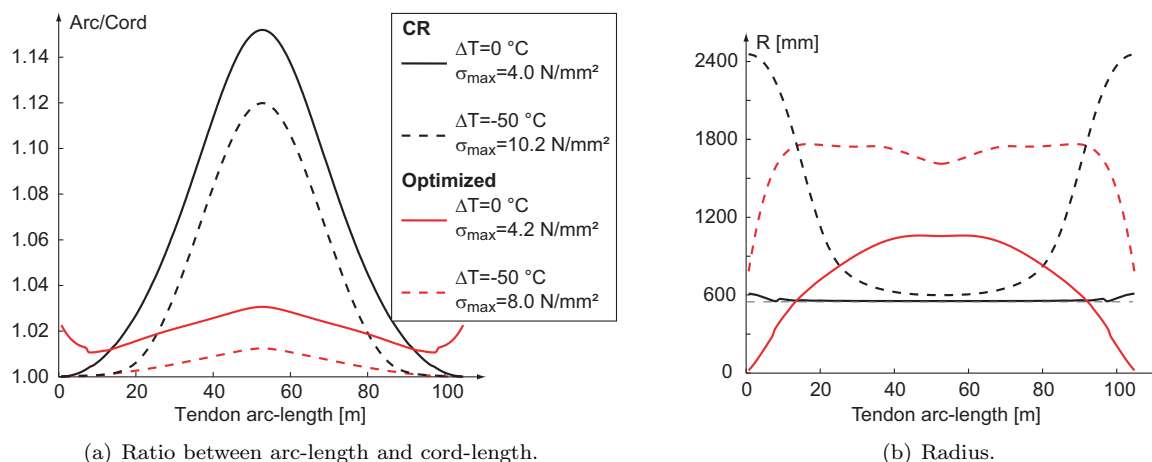 Arc/Cord
1.14
1.12
1.10
1.08
1.06
1.04
1.02
1.00
0
20
40
60
80
100
Tendon arc-length [m]
CR
ΔT=0 °C
σmax=4.0 N/mm²
ΔT=-50 °C
σmax=10.2 N/mm²
Optimized
ΔT=0 °C
σmax=4.2 N/mm²
ΔT=-50 °C
σmax=8.0 N/mm²
(a) Ratio between arc-length and cord-length.
R [mm]
2400
1800
1200
600
0
0
20
40
60
80
100
Tendon arc-length [m]
(b) Radius.